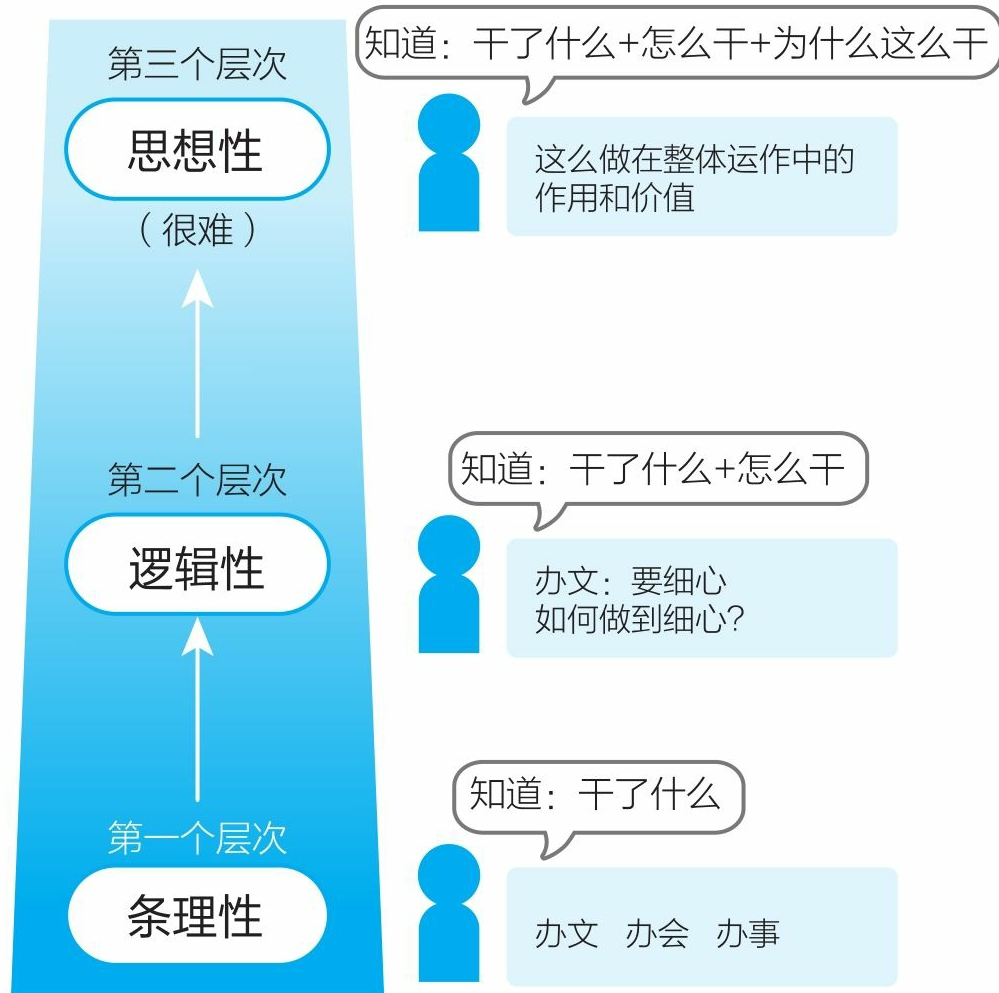 第三个层次
思想性
（很难）
知道：干了什么+怎么干+为什么这么干
这么做在整体运作中的
作用和价值
第二个层次
逻辑性
知道：干了什么+怎么干
办文：要细心
如何做到细心？
第一个层次
条理性
知道：干了什么
办文 办会 办事